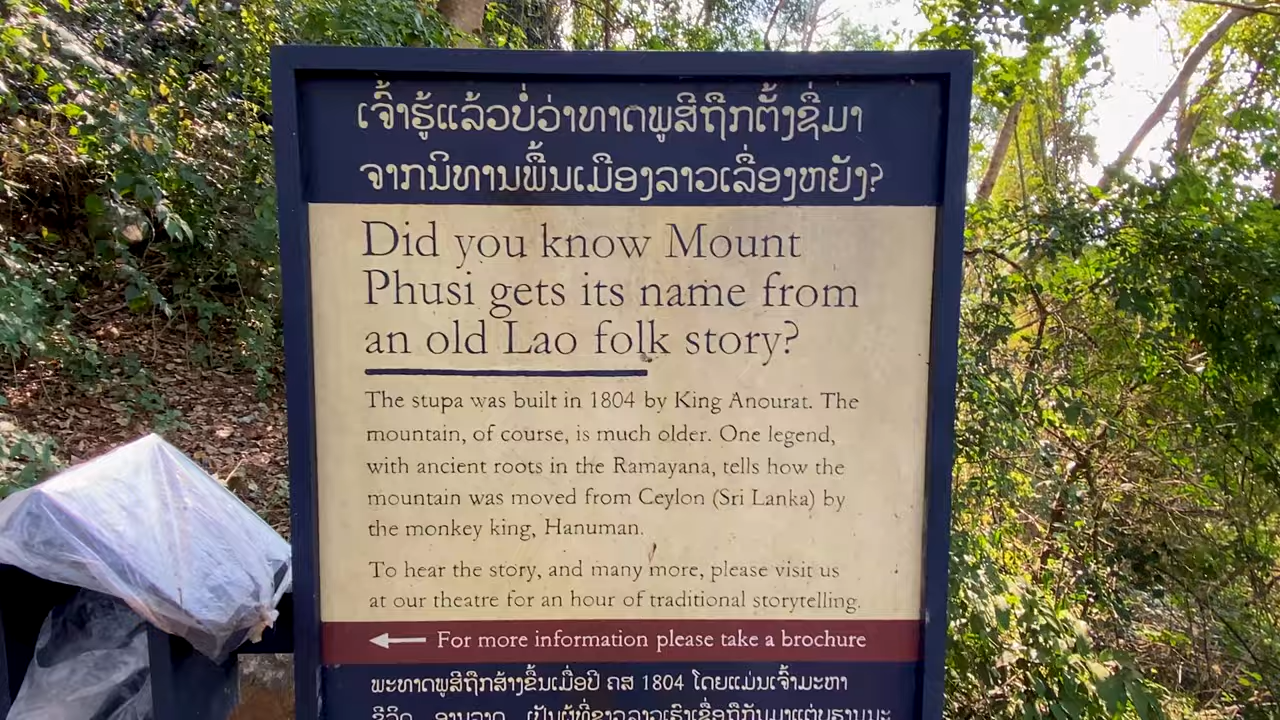 ເຈົ້າຮູ້ແລ້ວບໍ່ວ່າທາດພູສີຖືກຕັ້ງຊື່ມາ
ຈາກນິທານພື້ນເມືອງລາວເລື່ອງຫຍັງ?
Did you know Mount
Phusi gets its name from
an old Lao folk story?
The stupa was built in 1804 by King Anourat. The
mountain, of course, is much older. One legend,
with ancient roots in the Ramayana, tells how the
mountain was moved from Ceylon (Sri Lanka) by
the monkey king, Hanuman.
To hear the story, and many more, please visit us
at our theatre for an hour of traditional storytelling.
For more information please take a brochure
ພະທາດພູສີຖືກສ້າງຂຶ້ນເມື່ອປີ ຄສ 1804 ໂດຍແມ່ນເຈົ້າມະຫາ
ຊີວິດ